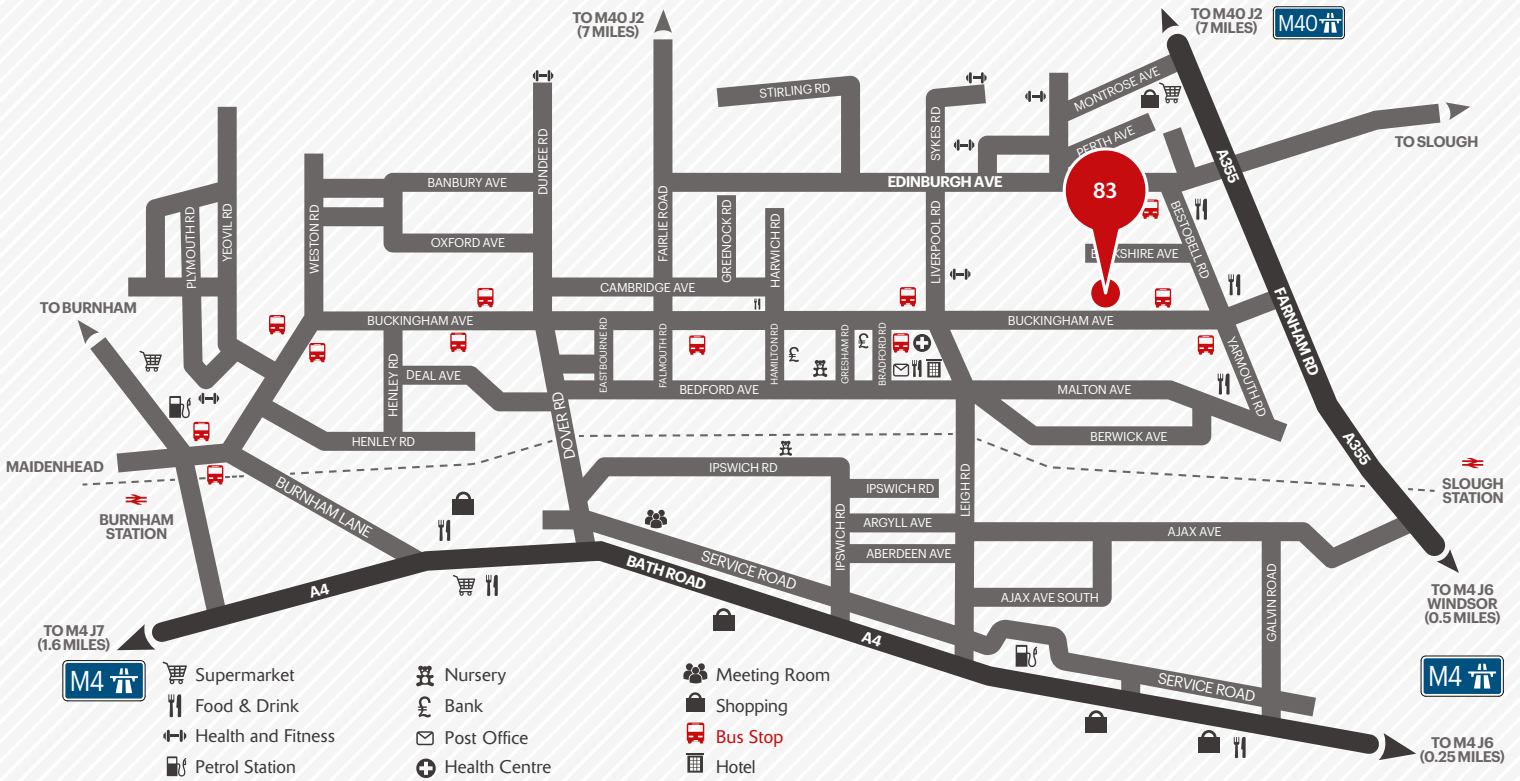 TO M40 J2
(7 MILES)
TO M40 J2
(7 MILES)
M40
STIRLING RD
MONTROSE AVE
SYKES RD
PERTH AVE
TO SLOUGH
A355
DUNDEE RD
BANBURY AVE
EDINBURGH AVE
83
FAIRLIE ROAD
PLYMOUTH RD
YEOVIL RD
WESTON RD
OXFORD AVE
GREENOCK RD
HARWICH RD
LIVERPOOL RD
BESTOBELL RD
KSHIRE AVE
CAMBRIDGE AVE
TO BURNHAM
BUCKINGHAM AVE
BUCKINGHAM AVE
FARNHAM RD
HENLEY RD
DEAL AVE
EASTBOURNE RD
FALMOUTH RD
HAMILTON RD
£
GRESHAM RD
£
BRADFORD RD
YARMOUTH RD
BEDFORD AVE
MALTON AVE
DOVER RD
HENLEY RD
BERWICK AVE
A355
MAIDENHEAD
BURNHAM
STATION
BURNHAM LANE
IPSWICH RD
IPSWICH RD
IPSWICH RD
LEIGH RD
SLOUGH
STATION
ARGYLL AVE
AJAX AVE
ABERDEEN AVE
SERVICE ROAD
BATH ROAD
A4
AJAX AVE SOUTH
GALVIN ROAD
TO M4 J6
WINDSOR
(0.5 MILES)
TO M4 J7
(1.6 MILES)
M4
A4
SERVICE ROAD
M4
TO M4 J6
(0.25 MILES)
Supermarket
Food & Drink
Health and Fitness
Petrol Station
Nursery
£ Bank
Post Office
Health Centre
Meeting Room
Shopping
Bus Stop
Hotel